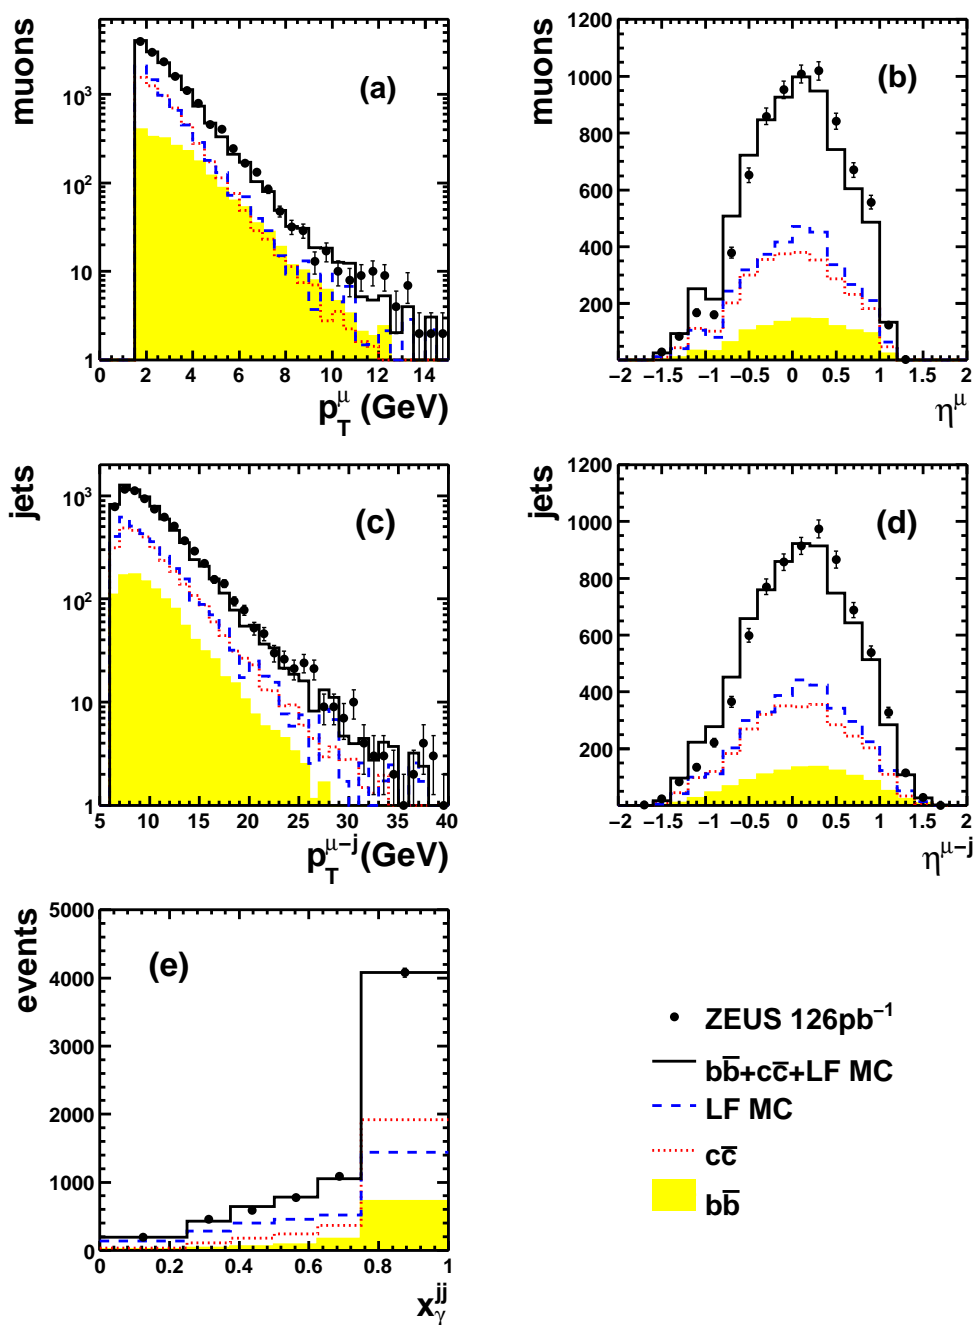 muons
10³
10²
10
1
(a)
0 2 4 6 8 10 12 14
p_T^μ (GeV)
muons
1200
1000
800
600
400
200
(b)
−2 −1.5 −1 −0.5 0 0.5 1 1.5 2
η^μ
jets
10³
10²
10
1
(c)
5 10 15 20 25 30 35 40
p_T^{μ−j} (GeV)
jets
1200
1000
800
600
400
200
(d)
−2 −1.5 −1 −0.5 0 0.5 1 1.5 2
η^{μ−j}
events
5000
4000
3000
2000
1000
0
(e)
0 0.2 0.4 0.6 0.8 1
x_γ^{jj}
ZEUS 126pb⁻¹
bb̅+cc̅+LF MC
LF MC
cc̅
bb̅